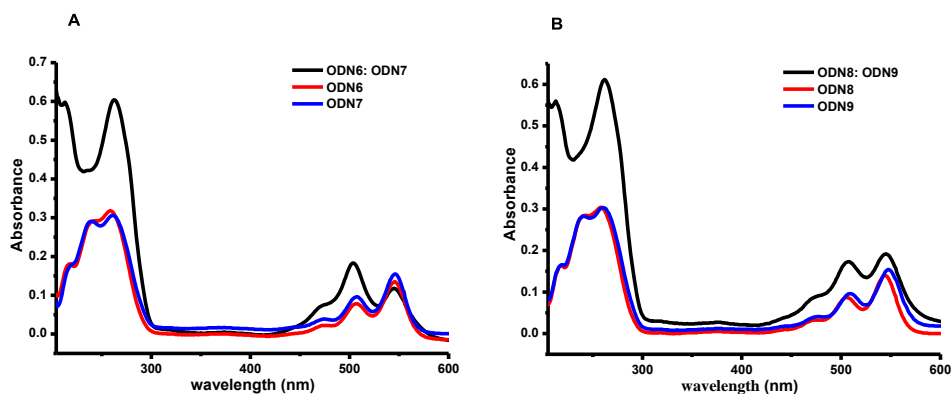 A
0.7
0.6
0.5
0.4
0.3
0.2
0.1
0.0
Absorbance
300
400
500
600
wavelength (nm)
ODN6: ODN7
ODN6
ODN7
B
0.6
0.5
0.4
0.3
0.2
0.1
0.0
Absorbance
300
400
500
600
wavelength (nm)
ODN8: ODN9
ODN8
ODN9